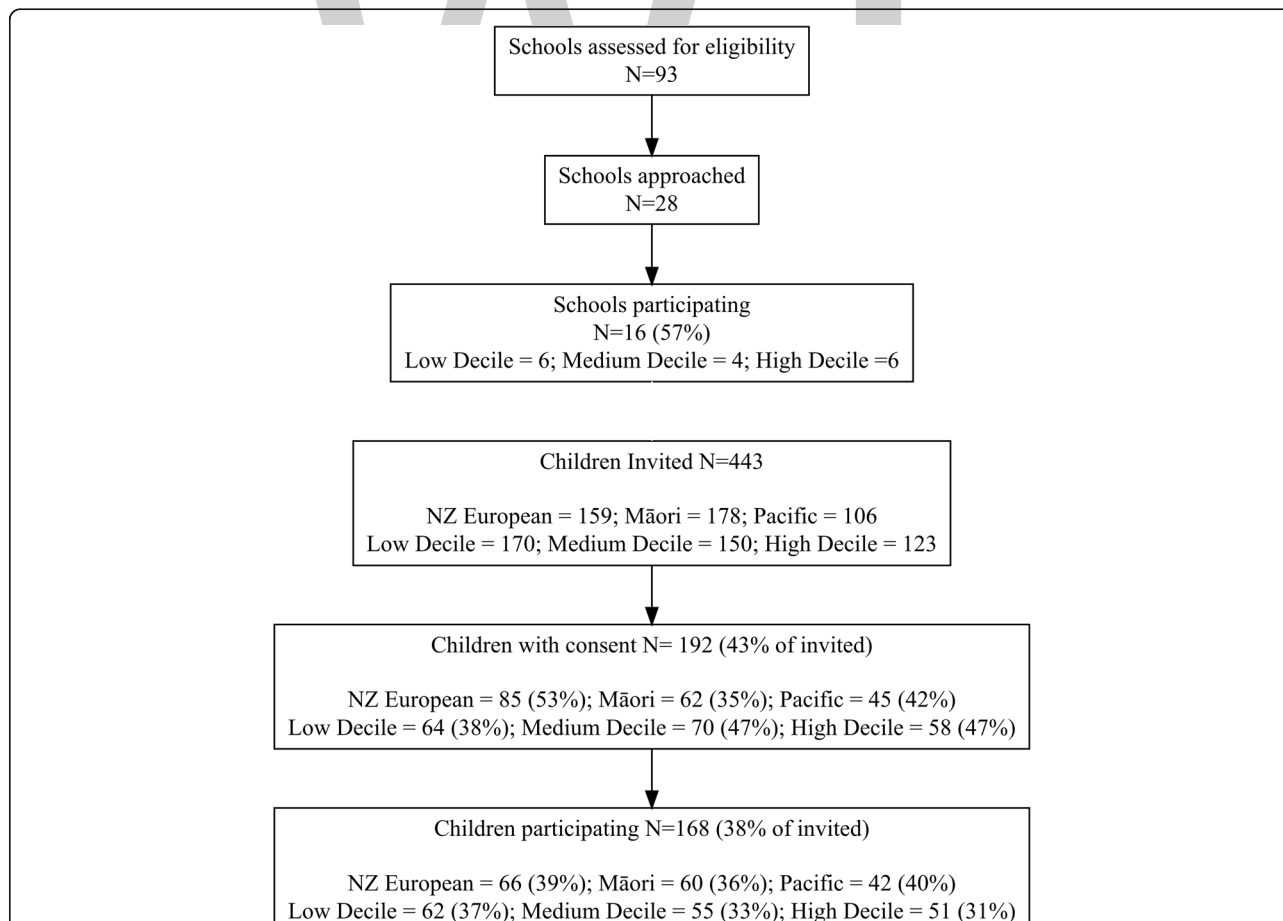 Schools assessed for eligibility
N=93
Schools approached
N=28
Schools participating
N=16 (57%)
Low Decile = 6; Medium Decile = 4; High Decile =6
Children Invited N=443
NZ European = 159; Māori = 178; Pacific = 106
Low Decile = 170; Medium Decile = 150; High Decile = 123
Children with consent N= 192 (43% of invited)
NZ European = 85 (53%); Māori = 62 (35%); Pacific = 45 (42%)
Low Decile = 64 (38%); Medium Decile = 70 (47%); High Decile = 58 (47%)
Children participating N=168 (38% of invited)
NZ European = 66 (39%); Māori = 60 (36%); Pacific = 42 (40%)
Low Decile = 62 (37%); Medium Decile = 55 (33%); High Decile = 51 (31%)